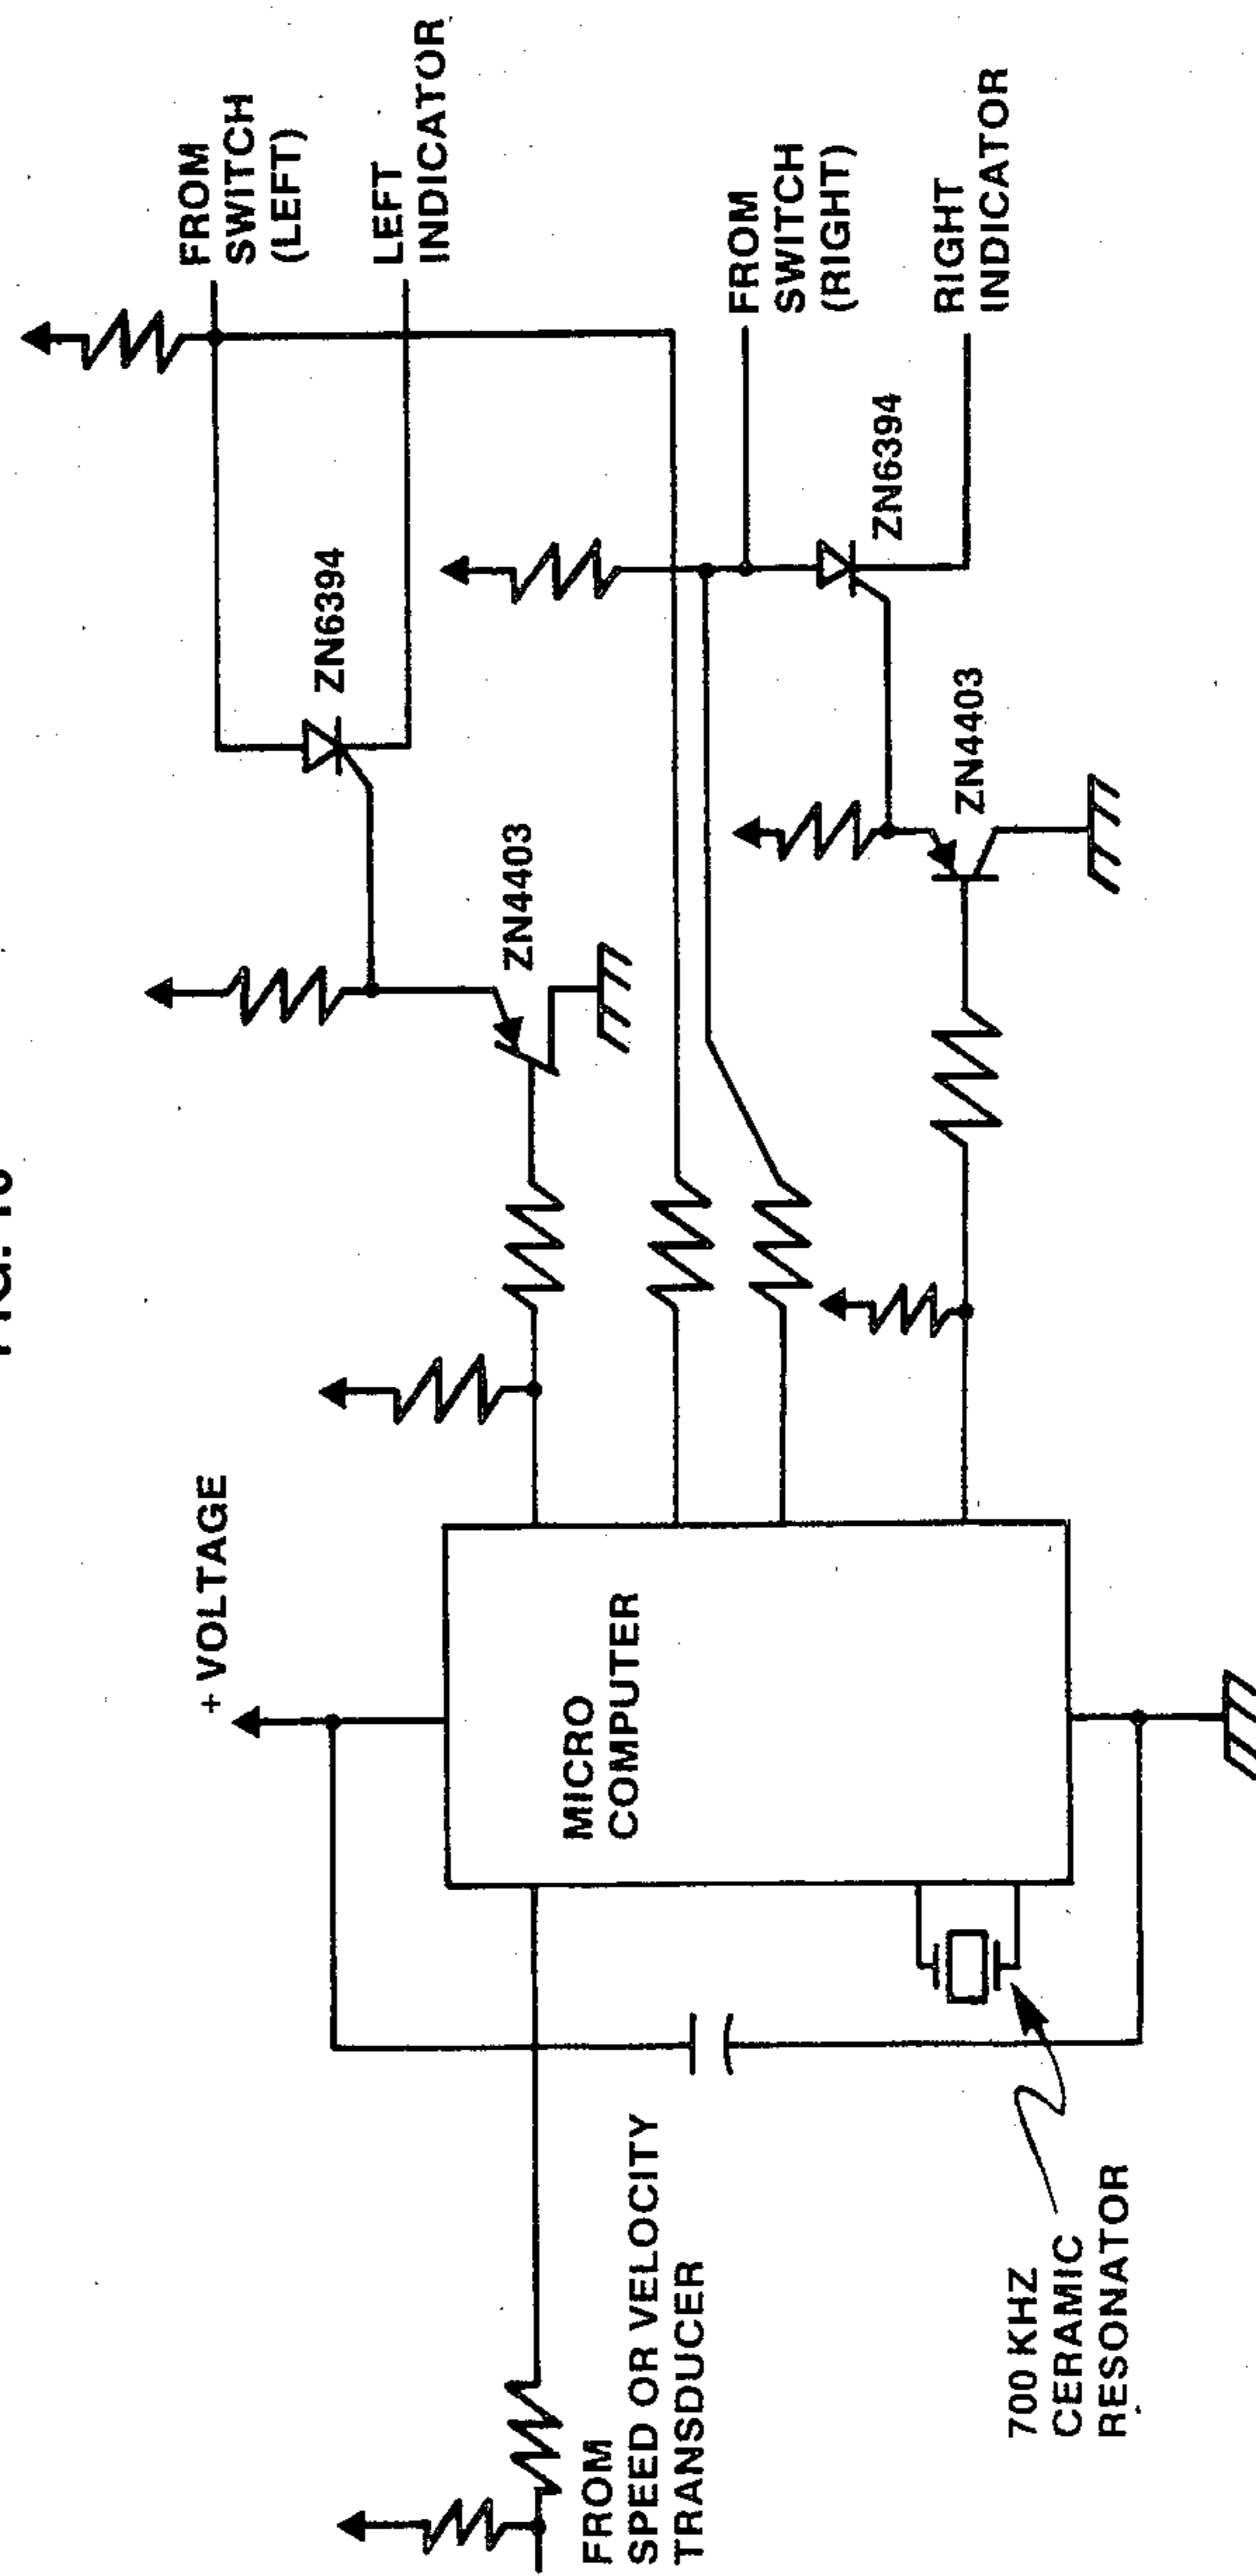 + VOLTAGE
FROM
SPEED OR VELOCITY
TRANSDUCER
700 KHZ
CERAMIC
RESONATOR
MICRO
COMPUTER
ZN4403
ZN6394
FROM
SWITCH
(LEFT)
LEFT
INDICATOR
ZN4403
ZN6394
FROM
SWITCH
(RIGHT)
RIGHT
INDICATOR